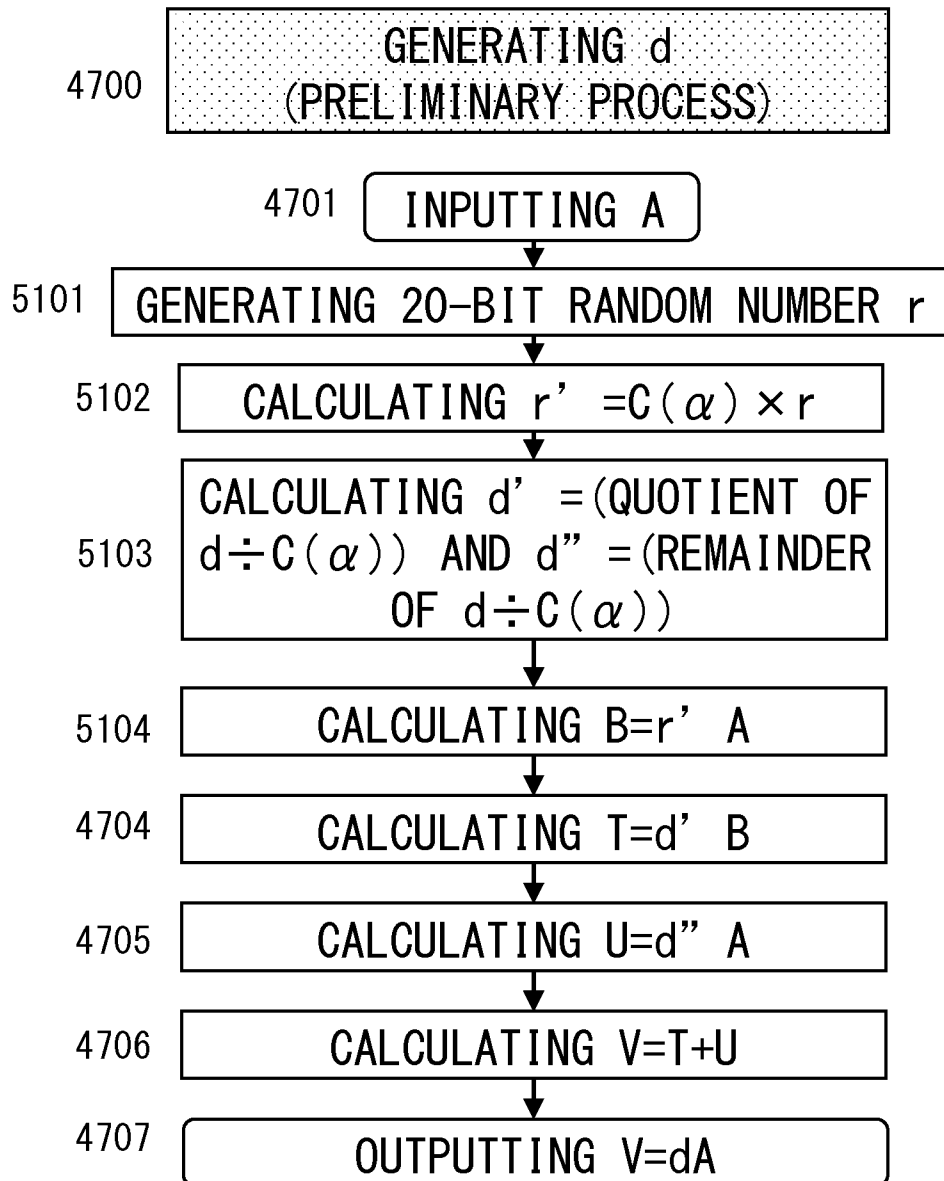 GENERATING d
4700
(PRELIMINARY PROCESS)
4701
INPUTTING A
5101
GENERATING 20-BIT RANDOM NUMBER r
5102
CALCULATING r' =C(α)×r
CALCULATING d' =(QUOTIENT OF
5103
d÷C(α)) AND d” =(REMAINDER
OF d÷C(α))
5104
CALCULATING B=r' A
4704
CALCULATING T=d' B
4705
CALCULATING U=d” A
4706
CALCULATING V=T+U
4707
OUTPUTTING V=dA